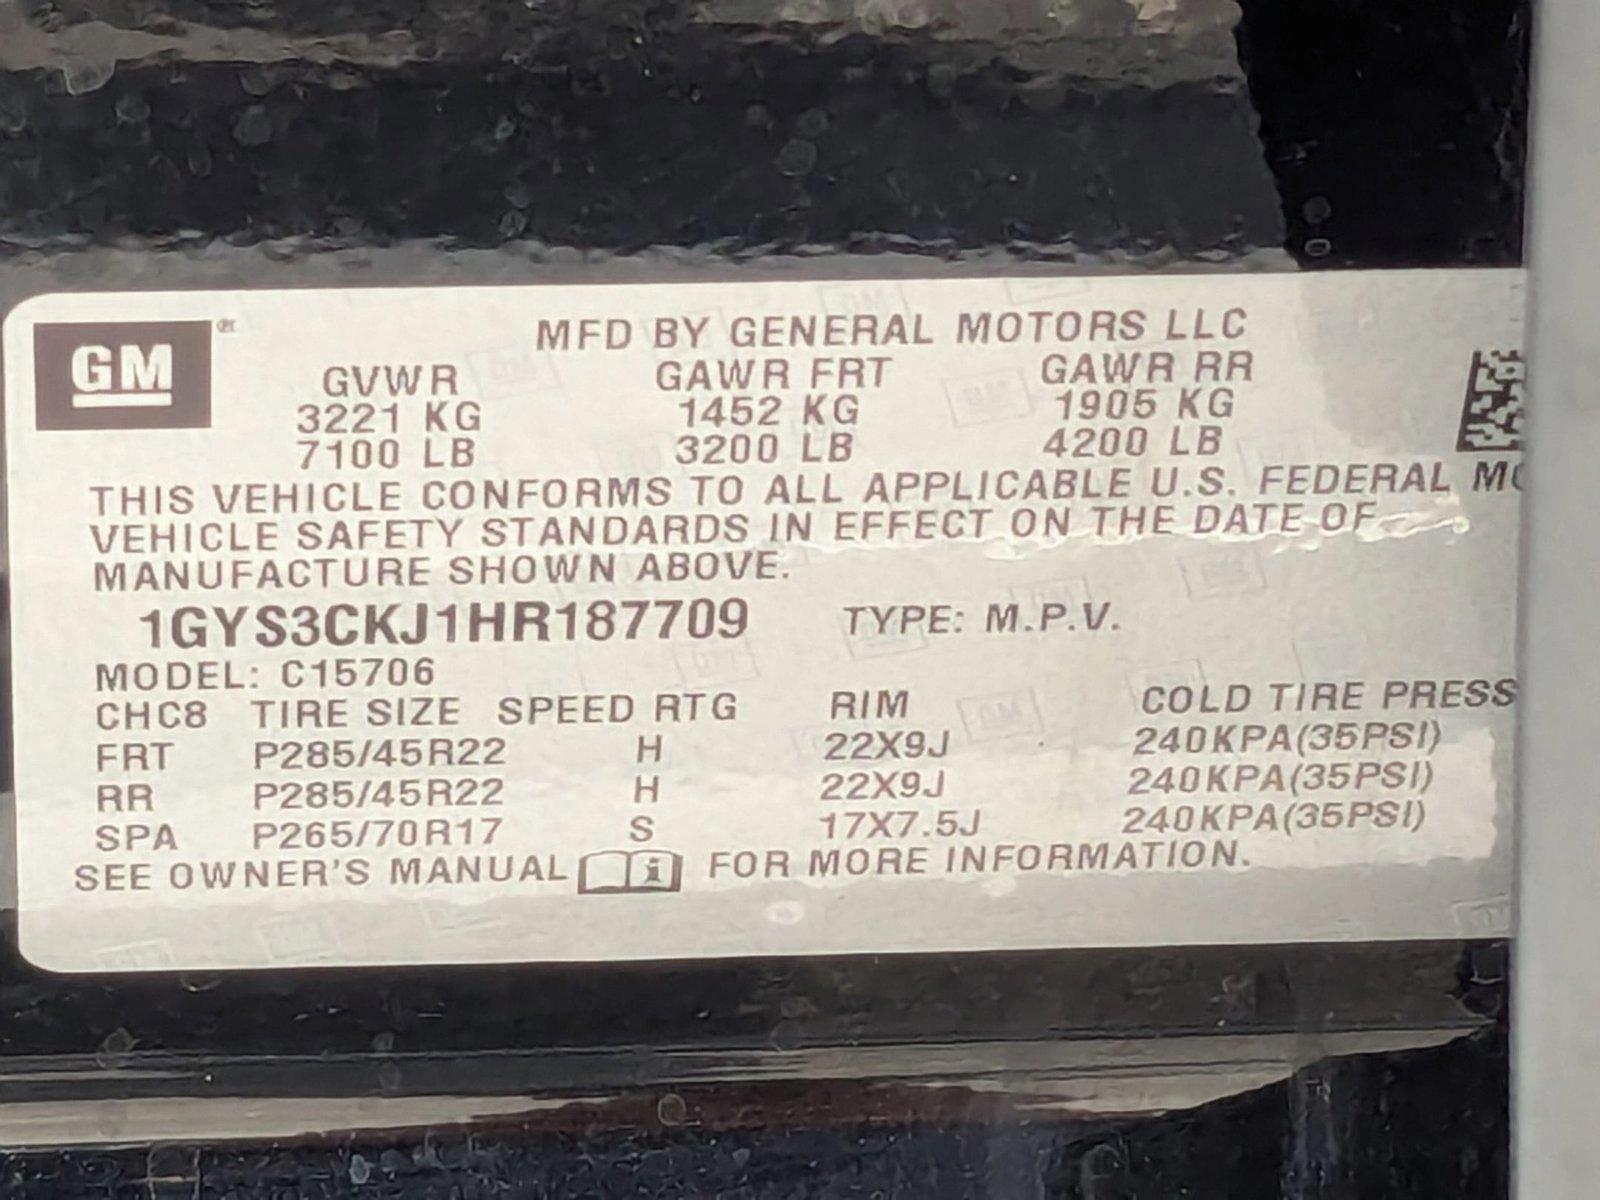 GM®
MFD BY GENERAL MOTORS LLC
GVWR GAWR FRT GAWR RR
3221 KG 1452 KG 1905 KG
7100 LB 3200 LB 4200 LB
THIS VEHICLE CONFORMS TO ALL APPLICABLE U.S. FEDERAL
VEHICLE SAFETY STANDARDS IN EFFECT ON THE DATE OF
MANUFACTURE SHOWN ABOVE.
1GYS3CKJ1HR187709 TYPE: M.P.V.
MODEL: C15706
CHC8 TIRE SIZE SPEED RTG RIM COLD TIRE PRESS
FRT P285/45R22 H 22X9J 240KPA(35PSI)
RR P285/45R22 H 22X9J 240KPA(35PSI)
SPA P265/70R17 S 17X7.5J 240KPA(35PSI)
SEE OWNER'S MANUAL i FOR MORE INFORMATION.